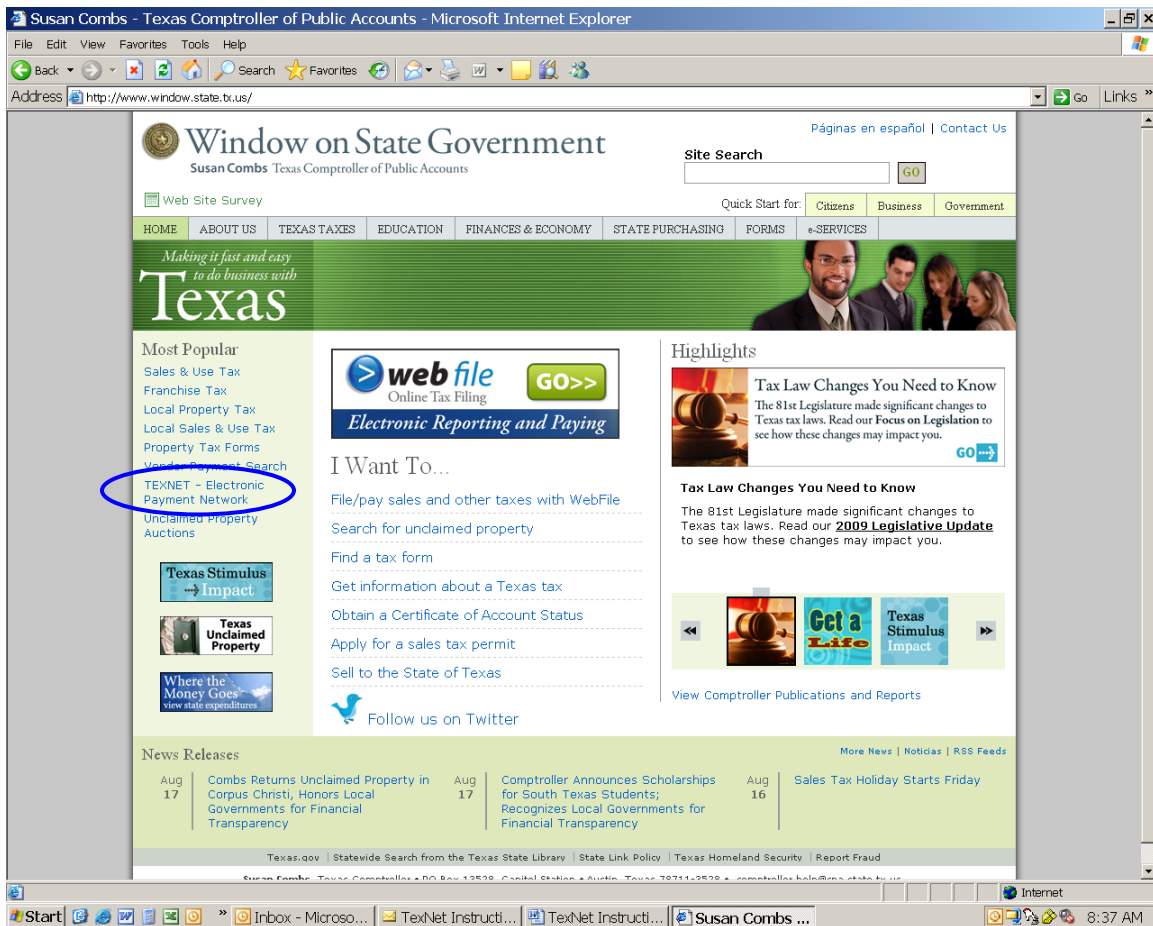 Susan Combs - Texas Comptroller of Public Accounts - Microsoft Internet Explorer
File Edit View Favorites Tools Help
Back Search Favorites
Address http://www.window.state.tx.us/ Go Links »
Páginas en español | Contact Us
Window on State Government
Susan Combs Texas Comptroller of Public Accounts
Site Search
GO
Web Site Survey
Quick Start for: Citizens Business Government
HOME ABOUT US TEXAS TAXES EDUCATION FINANCES & ECONOMY STATE PURCHASING FORMS e-SERVICES
Making it fast and easy
to do business with
Texas
Most Popular
Sales & Use Tax
Franchise Tax
Local Property Tax
Local Sales & Use Tax
Property Tax Forms
Vendor Payment Search
TEXNET - Electronic
Payment Network
Unclaimed Property
Auctions
Texas Stimulus
Impact
Texas
Unclaimed
Property
Where the
Money Goes
view state expenditures
web file
Online Tax
Filing
GO>>
Electronic Reporting and Paying
I Want To...
File/pay sales and other taxes with WebFile
Search for unclaimed property
Find a tax form
Get information about a Texas tax
Obtain a Certificate of Account Status
Apply for a sales tax permit
Sell to the State of Texas
Follow us on Twitter
Highlights
Tax Law Changes You Need to Know
The 81st Legislature made significant changes to
Texas tax laws. Read our Focus on Legislation to
see how these changes may impact you.
GO
Tax Law Changes You Need to Know
The 81st Legislature made significant changes to
Texas tax laws. Read our 2009 Legislative Update
to see how these changes may impact you.
Get a
Life
Texas
Stimulus
Impact
View Comptroller Publications and Reports
News Releases
More News | Noticias | RSS Feeds
Aug
17
Combs Returns Unclaimed Property in
Corpus Christi, Honors Local
Governments for Financial
Transparency
Aug
17
Comptroller Announces Scholarships
for South Texas Students;
Recognizes Local Governments for
Financial Transparency
Aug
16
Sales Tax Holiday Starts Friday
Texas.gov | Statewide Search from the Texas State Library | State Link Policy | Texas Homeland Security | Report Fraud
Susan Combs, Texas Comptroller • PO Box 13528, Capitol Station • Austin, Texas 78711-3528 •
Internet
Start » Inbox - Microso... TexNet Instructi... TexNet Instructi... Susan Combs ... 8:37 AM